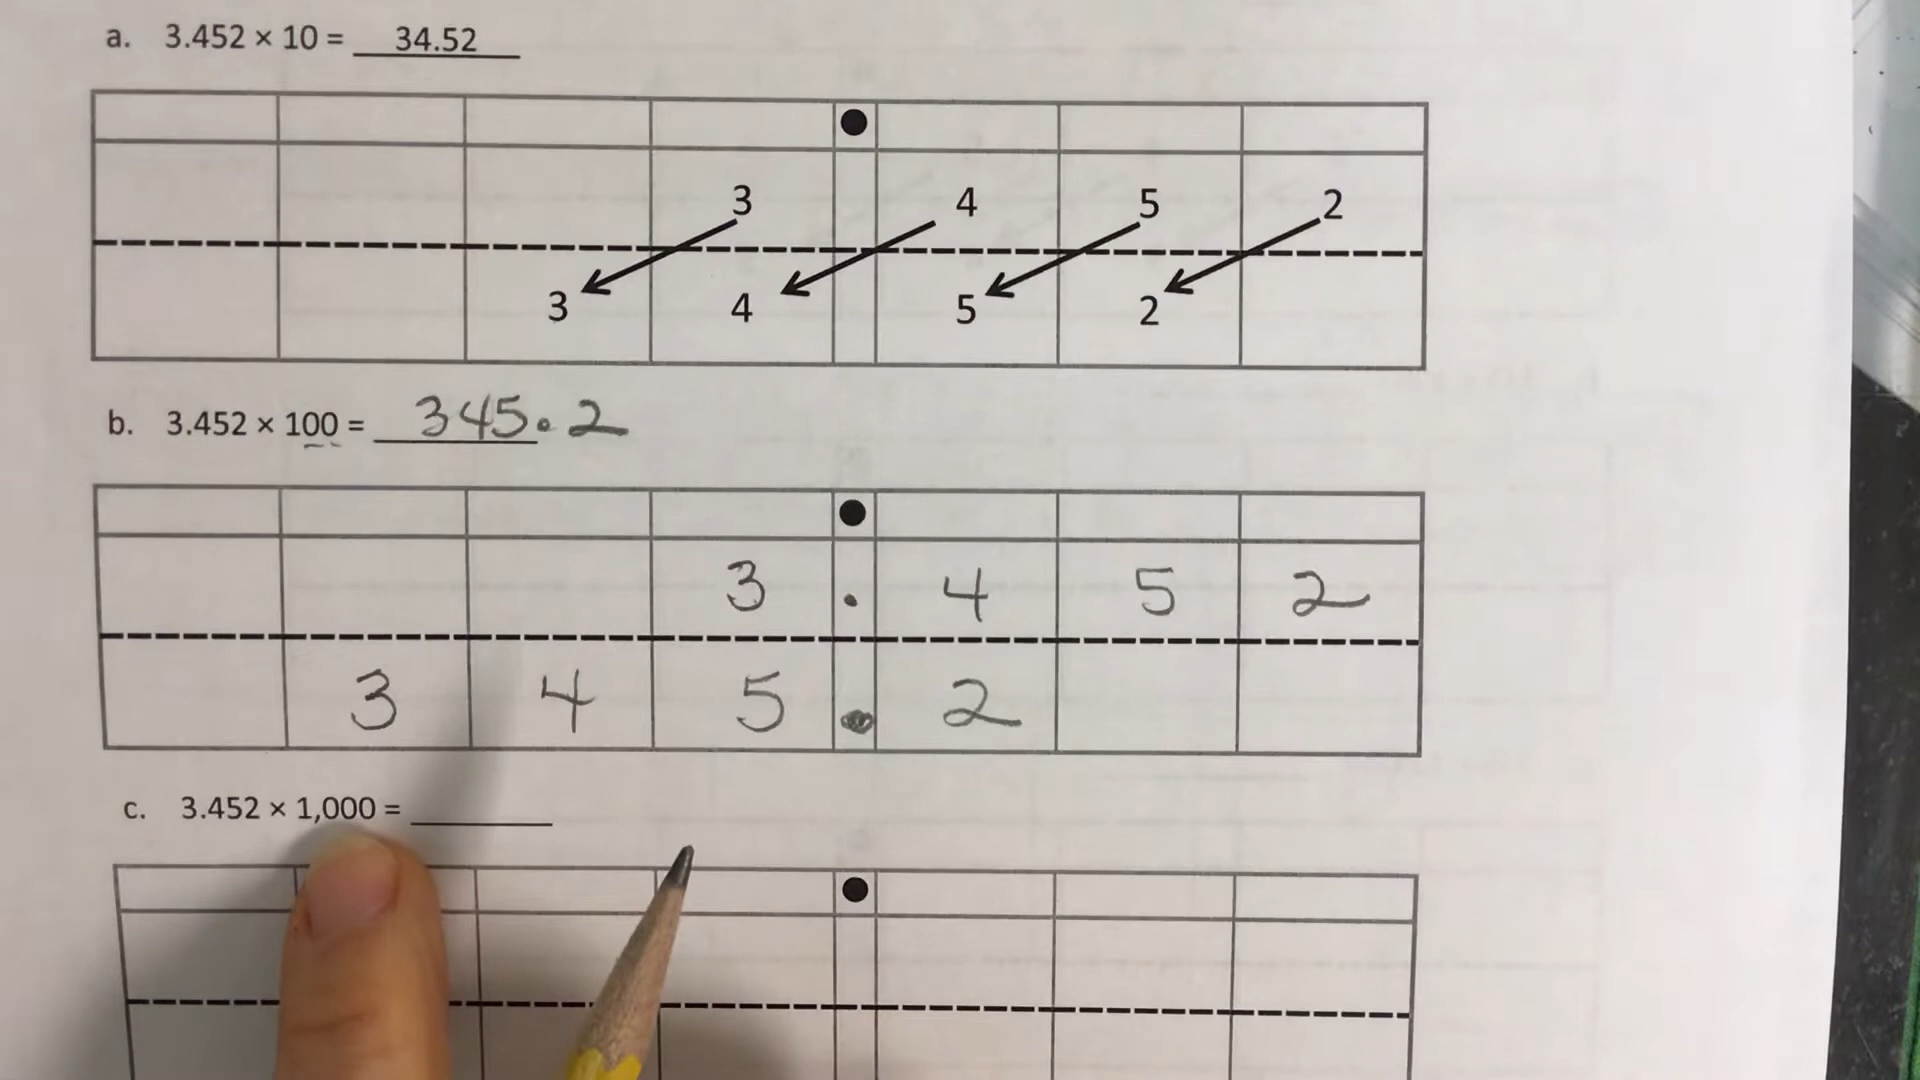 a. 3.452 × 10 = 34.52
3 4 5 2
3 4 5 2
b. 3.452 × 100 = 345.2
3 . 4 5 2
3 4 5 . 2
c. 3.452 × 1,000 = ________